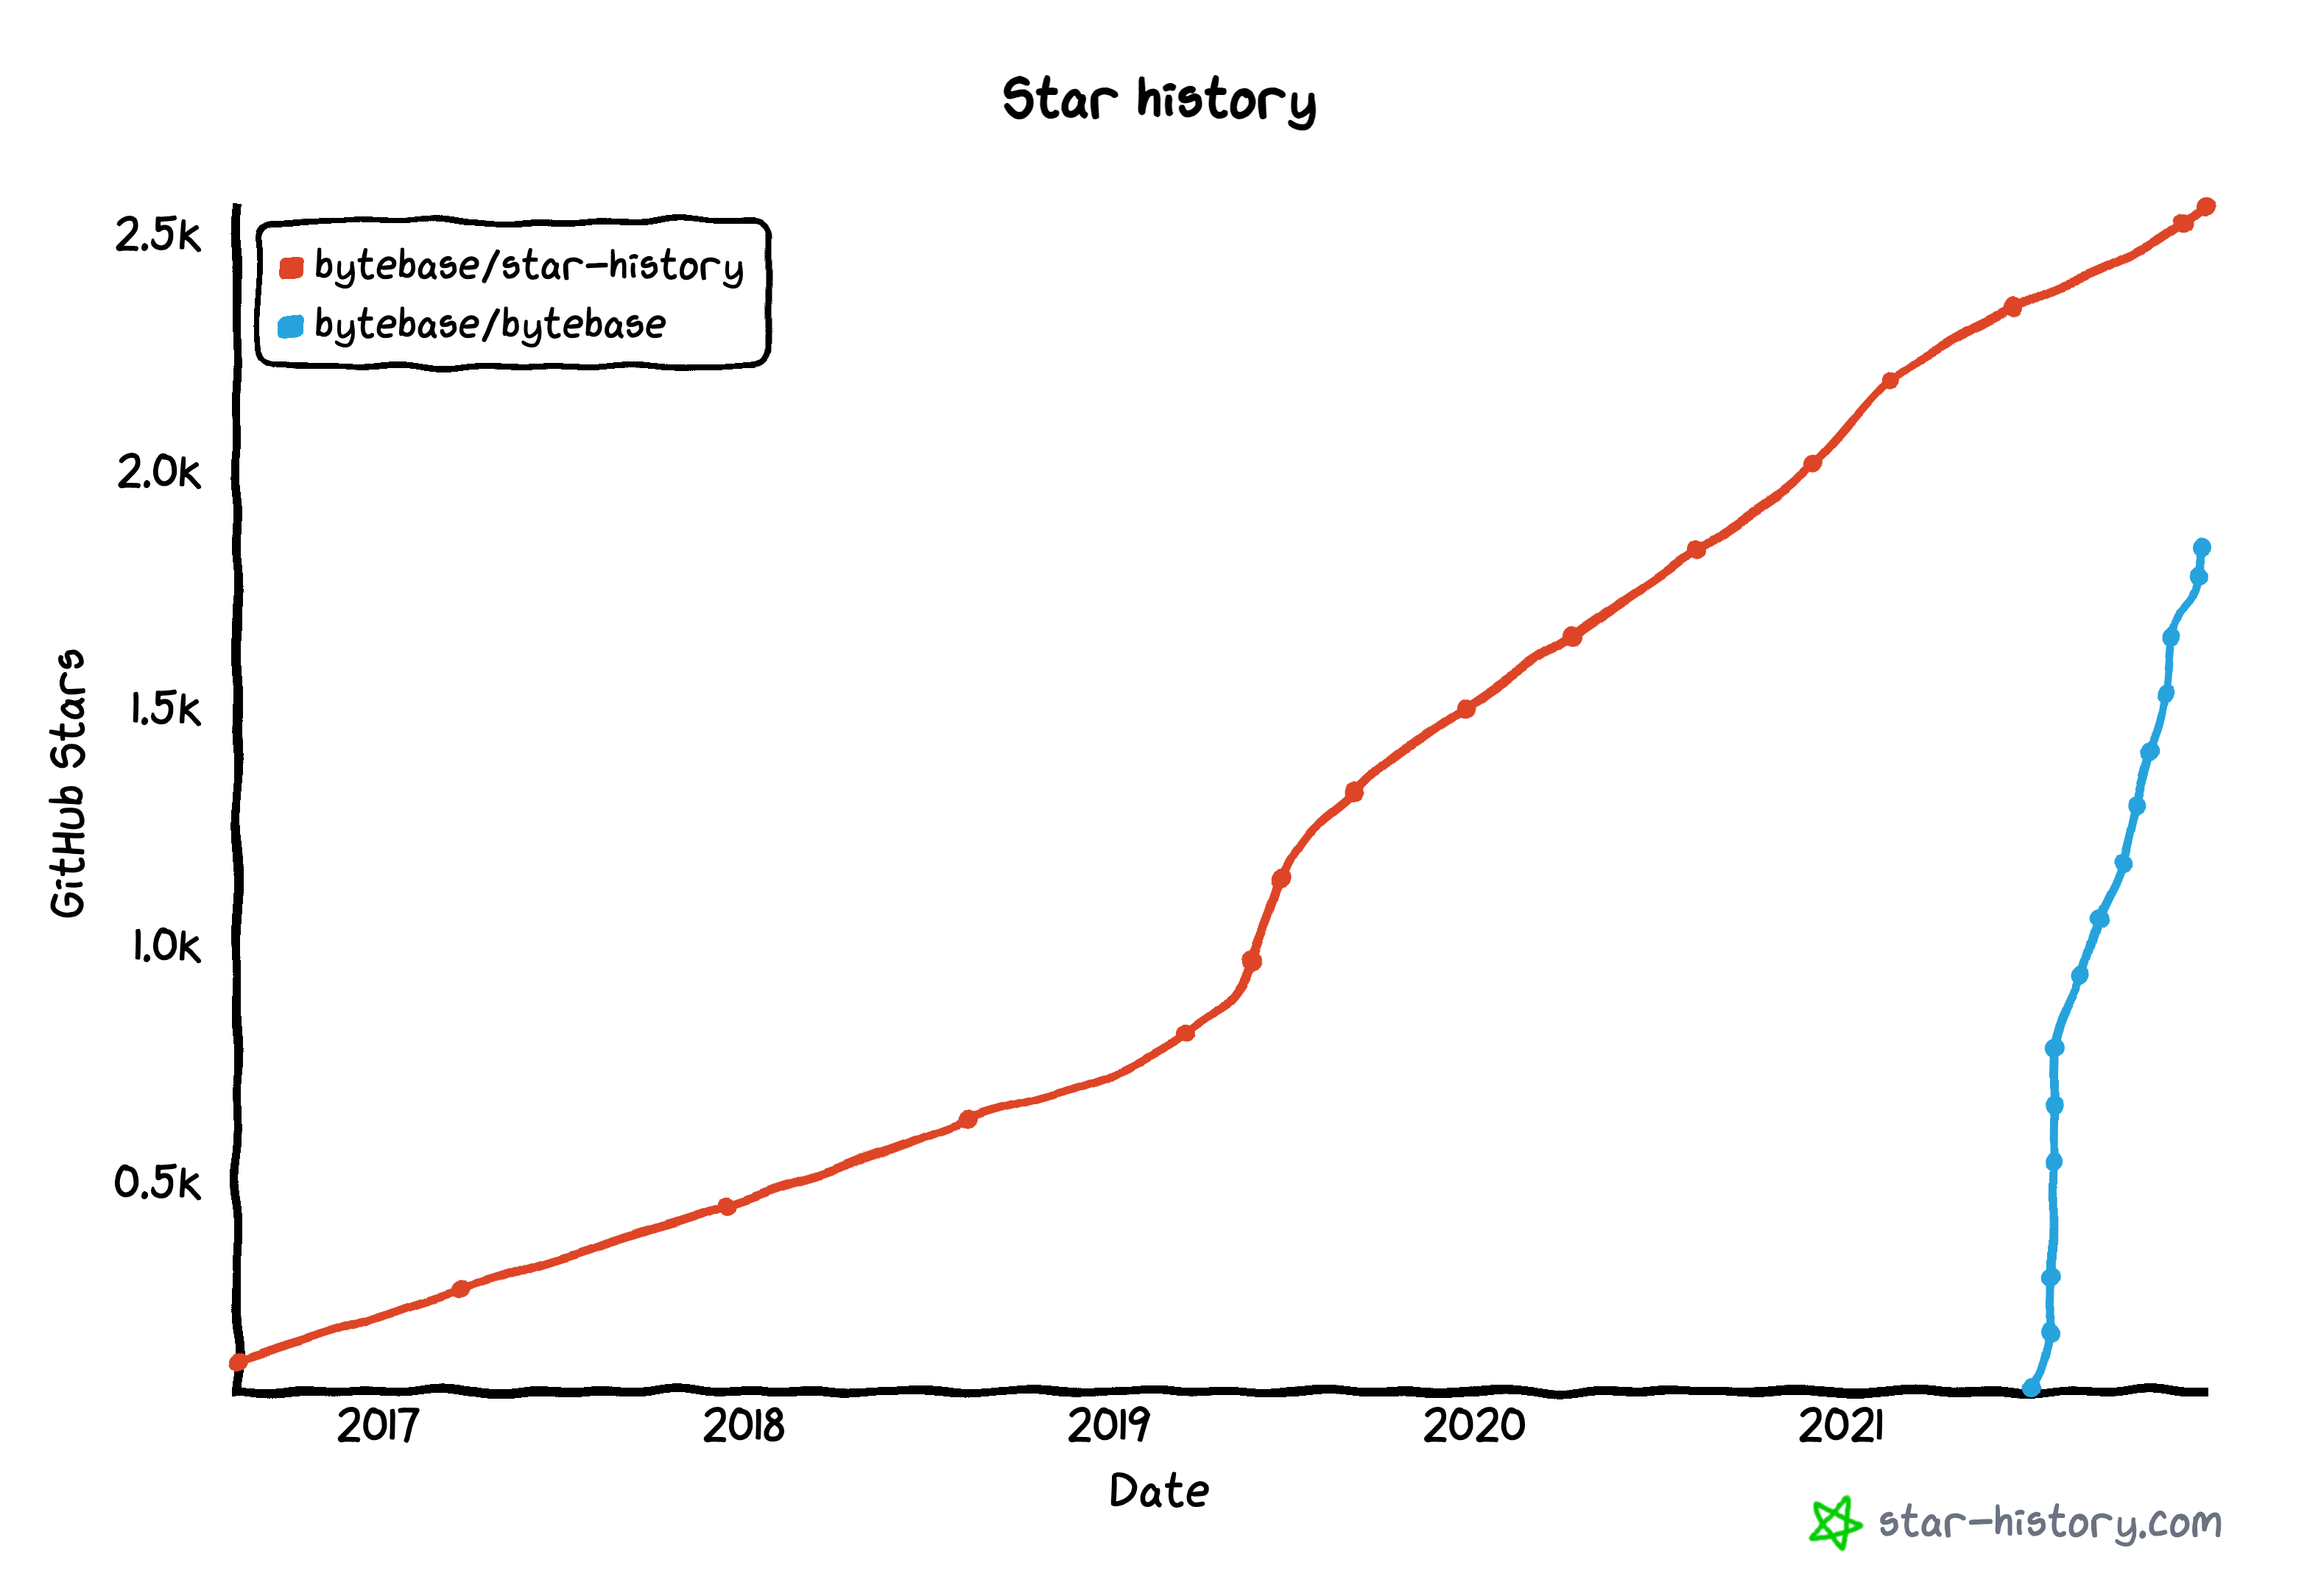 Star history
bytebase/star-history
bytebase/bytebase
2.5k
2.0k
1.5k
1.0k
0.5k
GitHub Stars
2017 2018 2019 2020 2021
Date
star-history.com